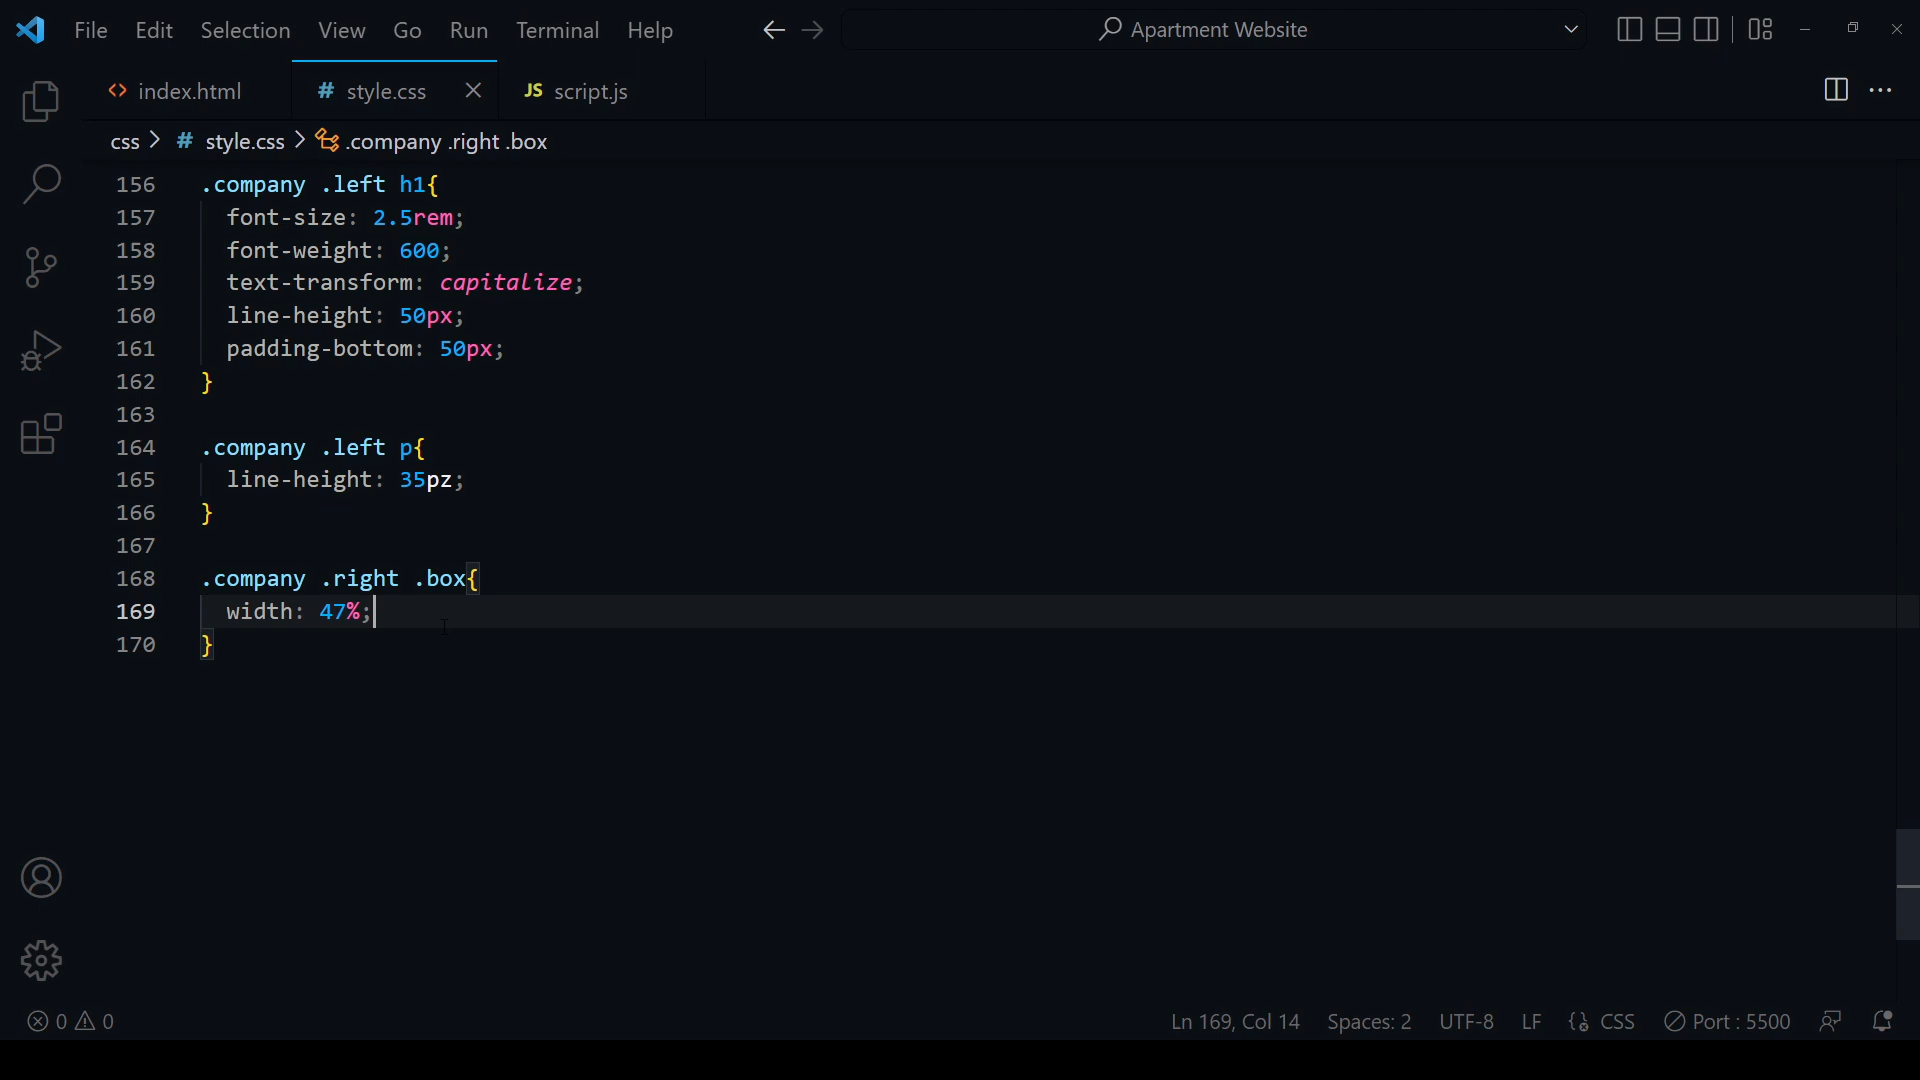 File Edit Selection View Go Run Terminal Help Apartment Website
index.html # style.css JS script.js
css > # style.css > .company .right .box
156 .company .left h1{
157 font-size: 2.5rem;
158 font-weight: 600;
159 text-transform: capitalize;
160 line-height: 50px;
161 padding-bottom: 50px;
162 }
163
164 .company .left p{
165 line-height: 35pz;
166 }
167
168 .company .right .box{
169 width: 47%;
170 }
0 0 Ln 169, Col 14 Spaces: 2 UTF-8 LF {} CSS Port : 5500